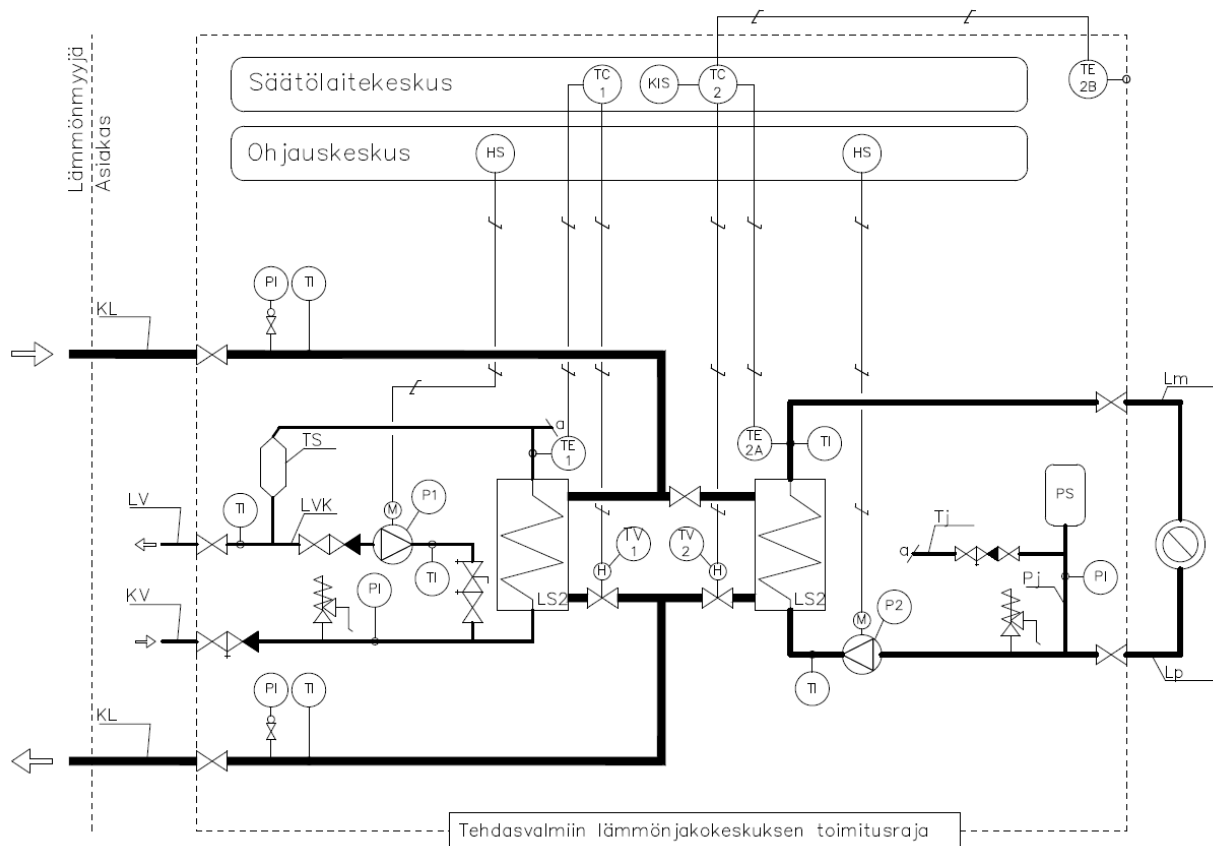 Lämmönmyyjä
Asiakas
Säätölaitekeskus
TC
1
KIS
TC
2
TE
2B
Ohjauskeskus
HS
HS
PI
TI
KL
Lm
a
TS
TE
1
TE
2A
TI
PS
LV
TI
LVK
M
P1
TV
1
TV
2
Tj
a
TI
H
H
Pj
PI
KV
PI
LS2
LS2
M
P2
TI
Lp
KL
PI
TI
Tehdasvalmiin lämmönjakokeskuksen toimitusraja